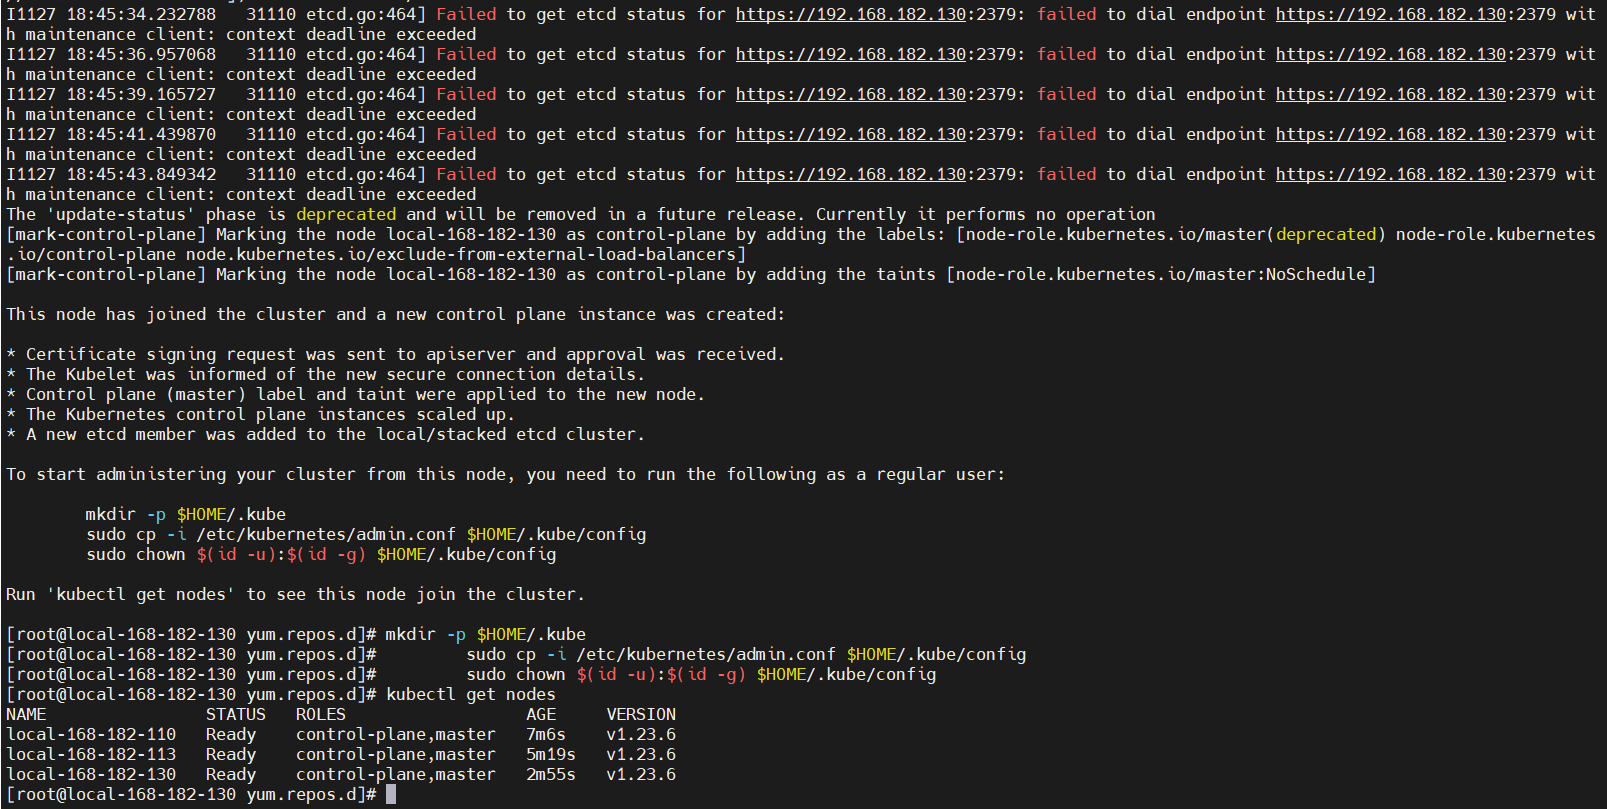 I1127 18:45:34.232788   31110 etcd.go:464] Failed to get etcd status for https://192.168.182.130:2379: failed to dial endpoint https://192.168.182.130:2379 wit
h maintenance client: context deadline exceeded
I1127 18:45:36.957068   31110 etcd.go:464] Failed to get etcd status for https://192.168.182.130:2379: failed to dial endpoint https://192.168.182.130:2379 wit
h maintenance client: context deadline exceeded
I1127 18:45:39.165727   31110 etcd.go:464] Failed to get etcd status for https://192.168.182.130:2379: failed to dial endpoint https://192.168.182.130:2379 wit
h maintenance client: context deadline exceeded
I1127 18:45:41.439870   31110 etcd.go:464] Failed to get etcd status for https://192.168.182.130:2379: failed to dial endpoint https://192.168.182.130:2379 wit
h maintenance client: context deadline exceeded
I1127 18:45:43.849342   31110 etcd.go:464] Failed to get etcd status for https://192.168.182.130:2379: failed to dial endpoint https://192.168.182.130:2379 wit
h maintenance client: context deadline exceeded
The 'update-status' phase is deprecated and will be removed in a future release. Currently it performs no operation
[mark-control-plane] Marking the node local-168-182-130 as control-plane by adding the labels: [node-role.kubernetes.io/master(deprecated) node-role.kubernetes
.io/control-plane node.kubernetes.io/exclude-from-external-load-balancers]
[mark-control-plane] Marking the node local-168-182-130 as control-plane by adding the taints [node-role.kubernetes.io/master:NoSchedule]

This node has joined the cluster and a new control plane instance was created:

* Certificate signing request was sent to apiserver and approval was received.
* The Kubelet was informed of the new secure connection details.
* Control plane (master) label and taint were applied to the new node.
* The Kubernetes control plane instances scaled up.
* A new etcd member was added to the local/stacked etcd cluster.

To start administering your cluster from this node, you need to run the following as a regular user:

        mkdir -p $HOME/.kube
        sudo cp -i /etc/kubernetes/admin.conf $HOME/.kube/config
        sudo chown $(id -u):$(id -g) $HOME/.kube/config

Run 'kubectl get nodes' to see this node join the cluster.

[root@local-168-182-130 yum.repos.d]# mkdir -p $HOME/.kube
[root@local-168-182-130 yum.repos.d]#         sudo cp -i /etc/kubernetes/admin.conf $HOME/.kube/config
[root@local-168-182-130 yum.repos.d]#         sudo chown $(id -u):$(id -g) $HOME/.kube/config
[root@local-168-182-130 yum.repos.d]# kubectl get nodes
NAME                STATUS   ROLES                  AGE     VERSION
local-168-182-110   Ready    control-plane,master   7m6s    v1.23.6
local-168-182-113   Ready    control-plane,master   5m19s   v1.23.6
local-168-182-130   Ready    control-plane,master   2m55s   v1.23.6
[root@local-168-182-130 yum.repos.d]#